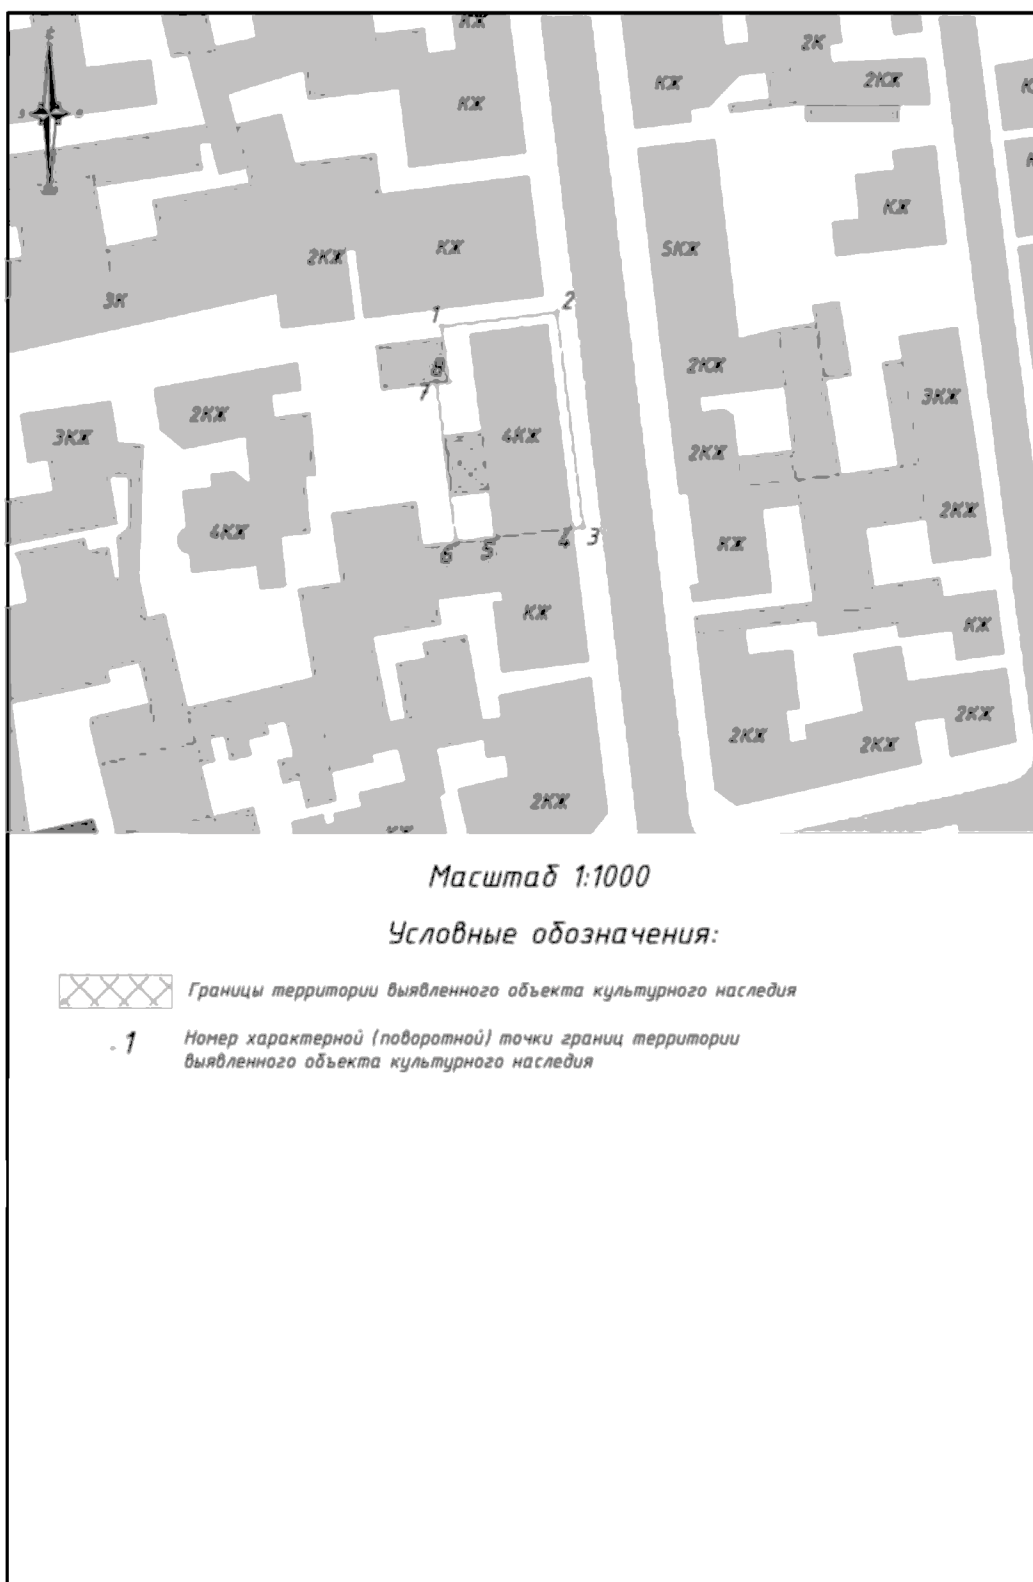 КЖ
С
2К
КЖ
2КЖ
КЖ
КЖ
2КЖ
КЖ
5КЖ
3К
1
2
2КЖ
8
7
3КЖ
2КЖ
3КЖ
4КЖ
2КЖ
4КЖ
2КЖ
6
5
4
3
КЖ
КЖ
КЖ
2КЖ
2КЖ
2КЖ
2КЖ
КЖ
Масштаб 1:1000
Условные обозначения:
Границы территории выявленного объекта культурного наследия
1
Номер характерной (поворотной) точки границ территории
выявленного объекта культурного наследия